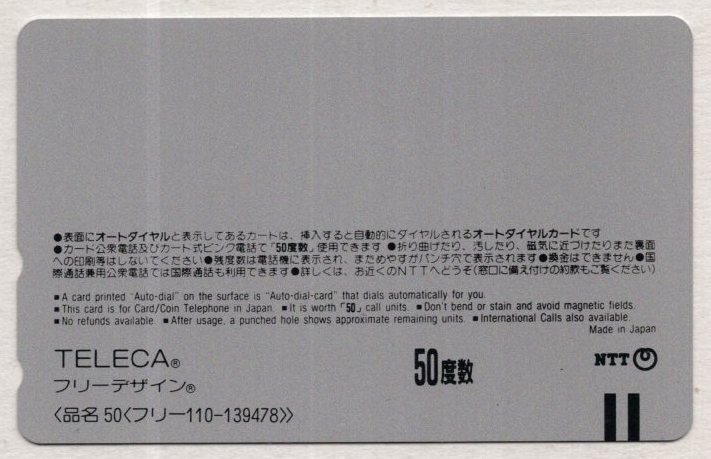 ●表面にオートダイヤルと表示してあるカードは、挿入すると自動的にダイヤルされるオートダイヤルカードです
●カード公衆電話及びカード式ピンク電話で「50度数」使用できます ●折り曲げたり、汚したり、磁気に近づけたりまた裏面
への印刷等はしないでください ●残度数は電話機に表示され、まためやすがパンチ穴で表示されます ●換金はできません ●国
際通話兼用公衆電話では国際通話も利用できます ●詳しくは、お近くのNTTへどうぞ(窓口に備え付けの約款もご覧ください)
■ A card printed "Auto-dial" on the surface is "Auto-dial-card" that dials automatically for you.
■ This card is for Card/Coin Telephone in Japan. ■ It is worth「50」call units. ■ Don't bend or stain and avoid magnetic fields.
■ No refunds available. ■ After usage, a punched hole shows approximate remaining units. ■ International Calls also available.
Made in Japan
TELECA®
フリーデザイン®
50度数
NTT
〈品名 50〈フリー110-139478〉〉